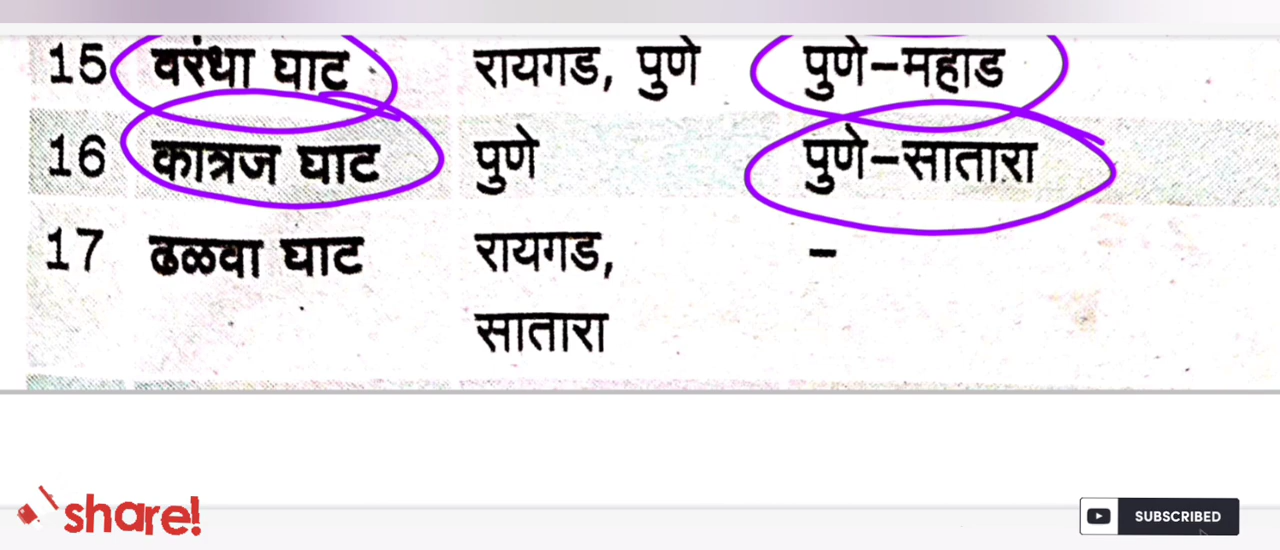 15 वरंधा घाट रायगड, पुणे पुणे-महाड
16 कात्रज घाट पुणे पुणे-सातारा
17 ढळवा घाट रायगड, -
सातारा
share!
SUBSCRIBED